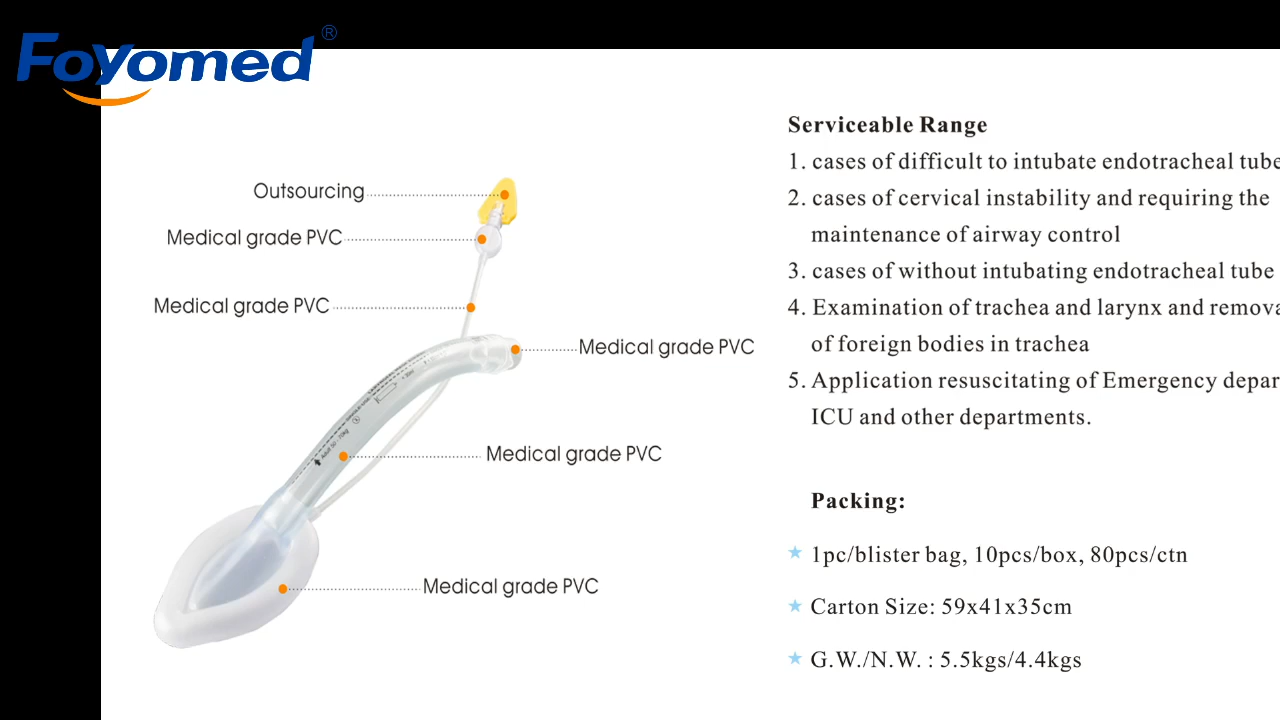 Foyomed®
Outsourcing
Medical grade PVC
Medical grade PVC
Medical grade PVC
Medical grade PVC
Medical grade PVC
Serviceable Range
1. cases of difficult to intubate endotracheal tube
2. cases of cervical instability and requiring the
maintenance of airway control
3. cases of without intubating endotracheal tube
4. Examination of trachea and larynx and remova
of foreign bodies in trachea
5. Application resuscitating of Emergency depar
ICU and other departments.
Packing:
★ 1pc/blister bag, 10pcs/box, 80pcs/ctn
★ Carton Size: 59x41x35cm
★ G.W./N.W. : 5.5kgs/4.4kgs